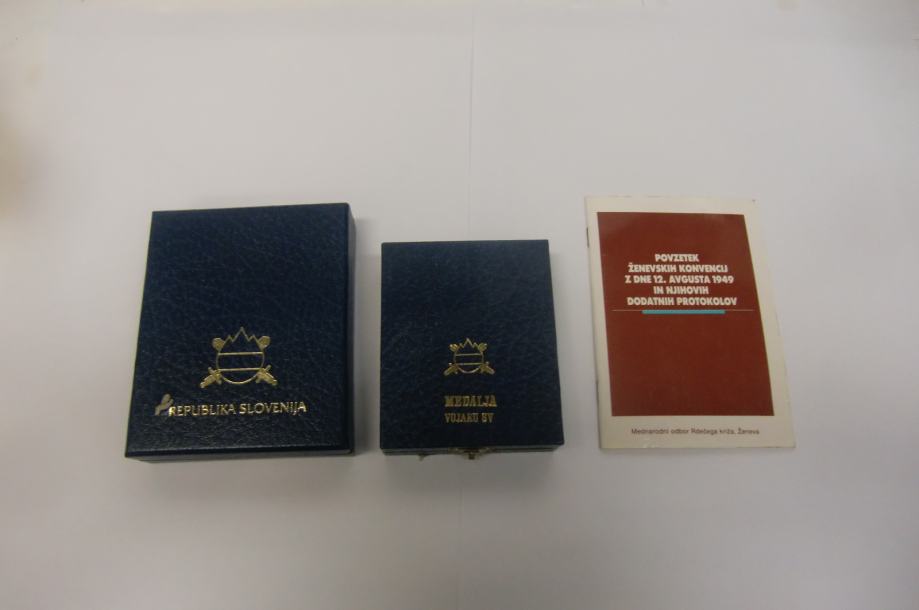 REPUBLIKA SLOVENIJA
MEDALJA
VOJAKU SV
POVZETEK
ŽENEVSKIH KONVENCIJ
Z DNE 12. AVGUSTA 1949
IN NJIHOVIH
DODATNIH PROTOKOLOV
Mednarodni odbor Rdečega križa, Ženeva